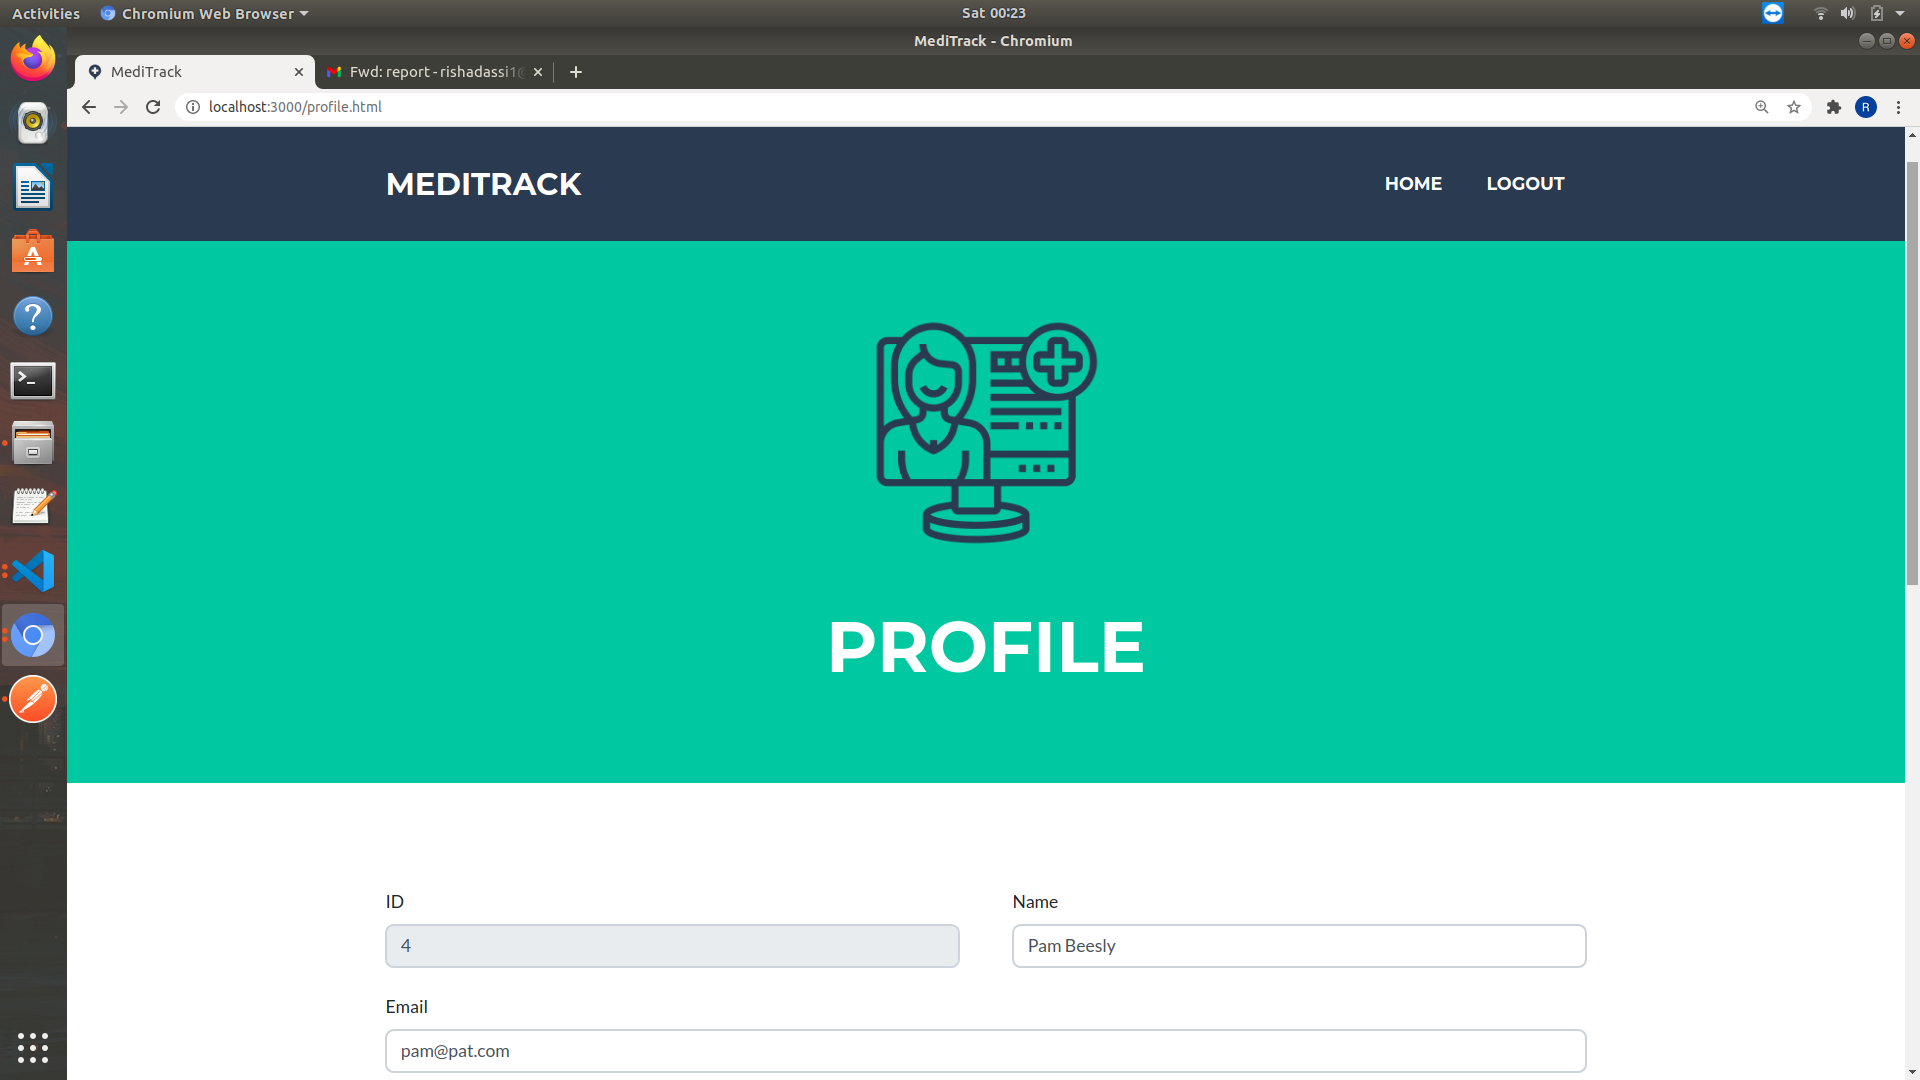 Activities
Chromium Web Browser
Sat 00:23
MediTrack - Chromium
MediTrack
Fwd: report - rishadassi1@
localhost:3000/profile.html
R
MEDITRACK
HOME
LOGOUT
PROFILE
ID
Name
4
Pam Beesly
Email
pam@pat.com